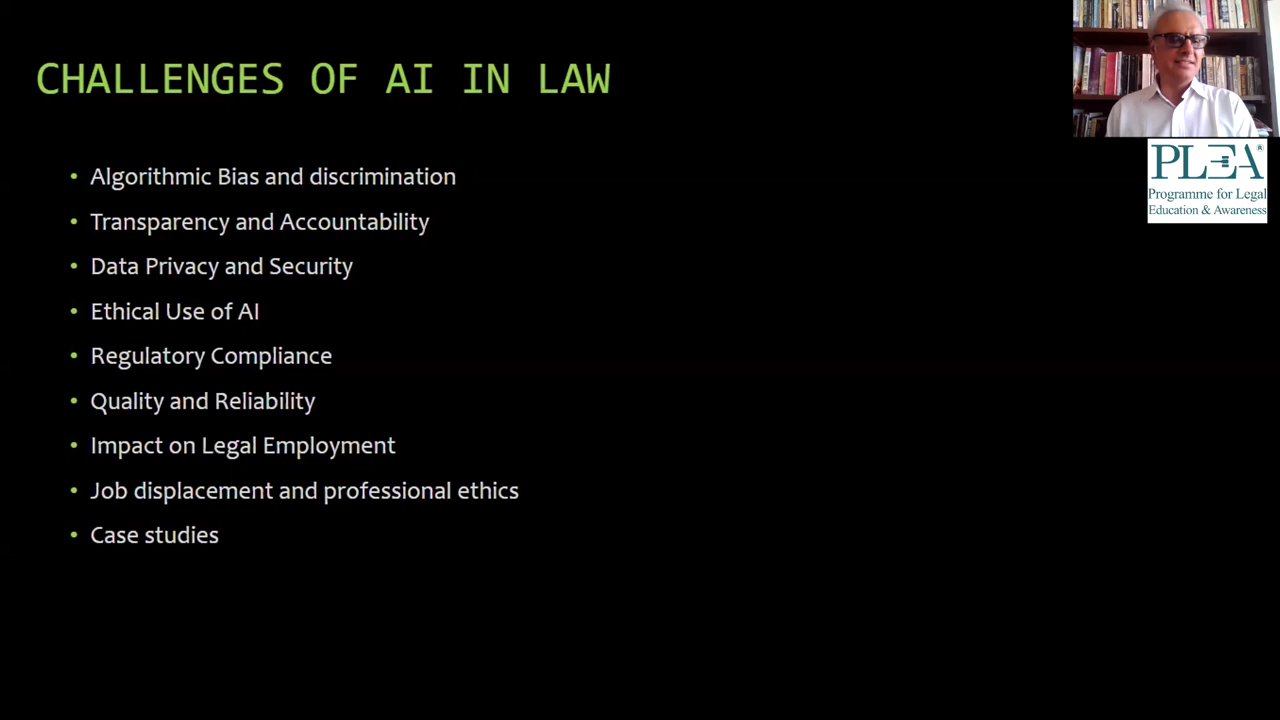 CHALLENGES OF AI IN LAW
• Algorithmic Bias and discrimination
• Transparency and Accountability
• Data Privacy and Security
• Ethical Use of AI
• Regulatory Compliance
• Quality and Reliability
• Impact on Legal Employment
• Job displacement and professional ethics
• Case studies
PLEA®
Programme for Legal
Education & Awareness